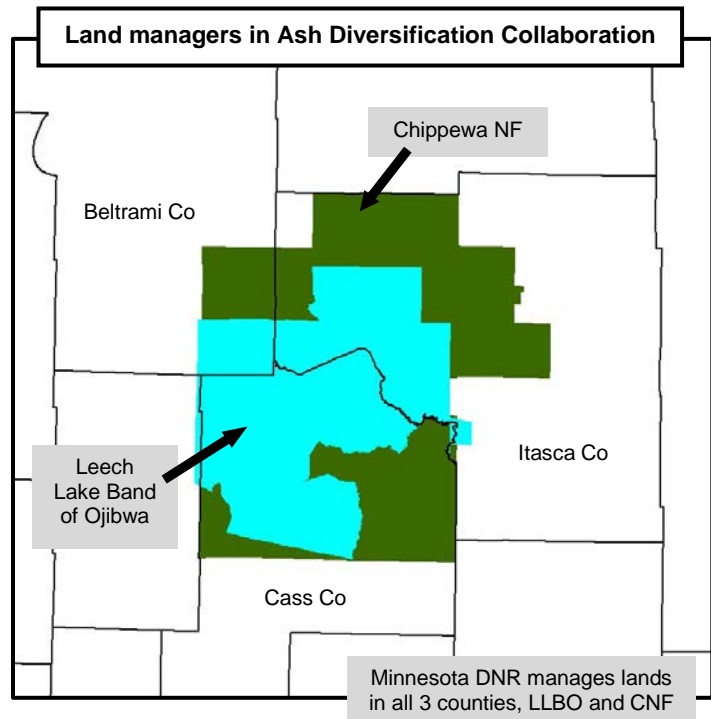 Land managers in Ash Diversification Collaboration
Chippewa NF
Beltrami Co
Leech
Lake Band
of Ojibwa
Itasca Co
Cass Co
Minnesota DNR manages lands
in all 3 counties, LLBO and CNF